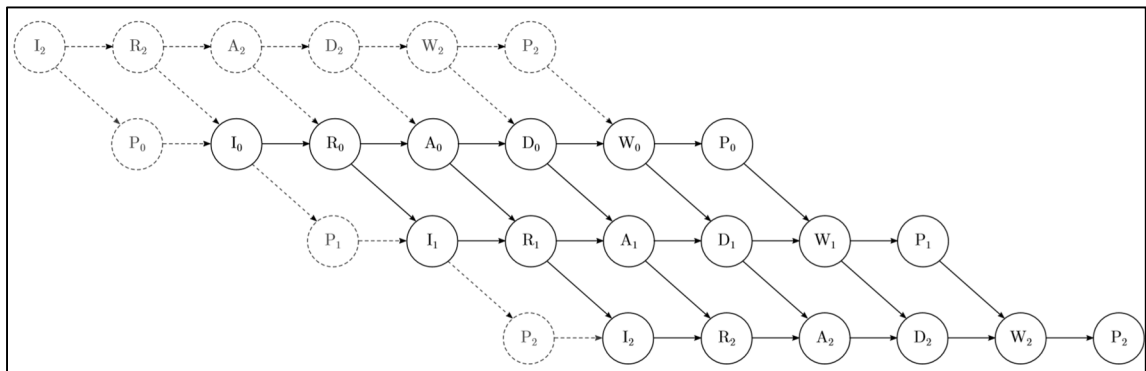 I₂ R₂ A₂ D₂ W₂ P₂
P₀ I₀ R₀ A₀ D₀ W₀ P₀
P₁ I₁ R₁ A₁ D₁ W₁ P₁
P₂ I₂ R₂ A₂ D₂ W₂ P₂